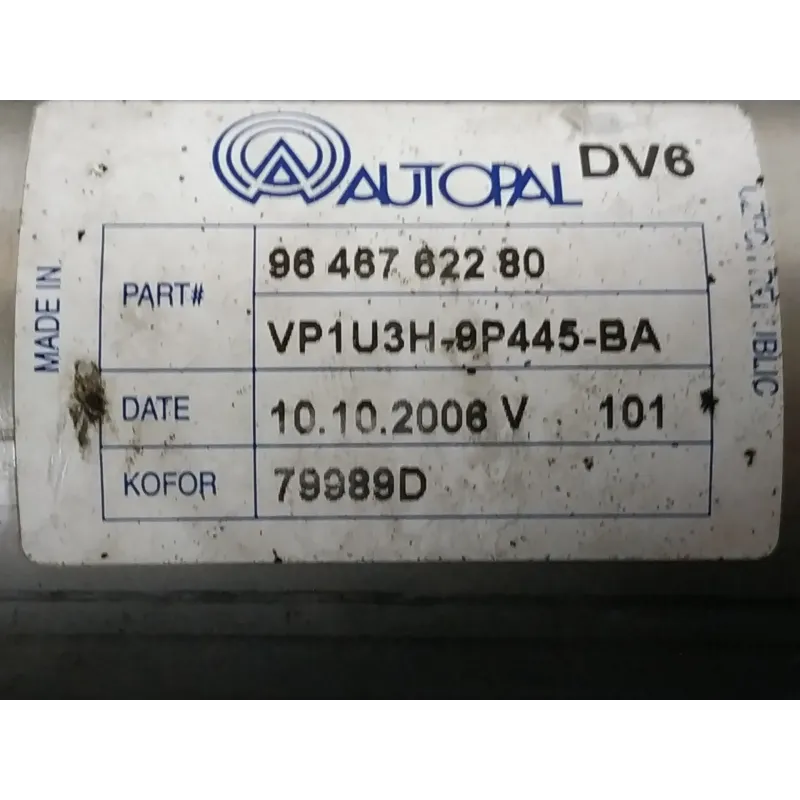 AUTOPAL DV6
MADE IN
PART#
96 467 622 80
VP1U3H-9P445-BA
DATE
10.10.2006 V 101
KOFOR
79989D